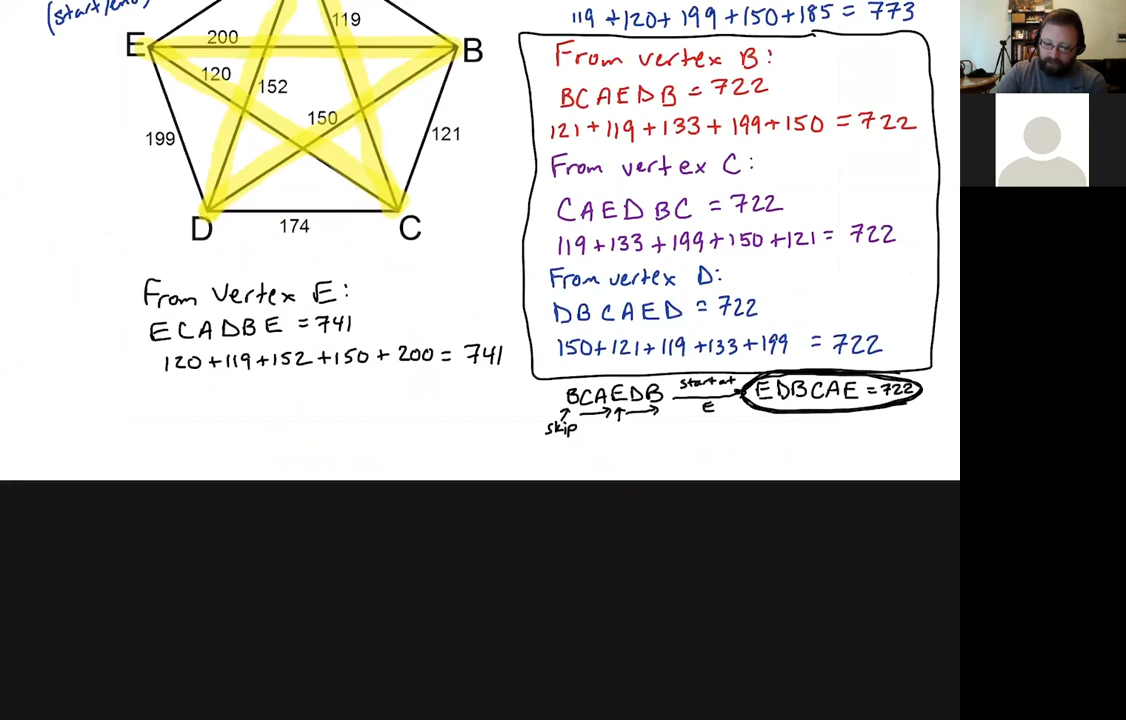 (start/end)
119
200
E
B
120
152
150
199
121
D
174
C
From Vertex E:
ECADBE = 741
120+119+152+150+200 = 741
119+120+199+150+185 = 773
From vertex B:
BCAEDB = 722
121+119+133+199+150 = 722
From vertex C:
CAEDBC = 722
119+133+199+150+121 = 722
From vertex D:
DBCAED = 722
150+121+119+133+199 = 722
BCAEDB start at E EDBCAE = 722
skip